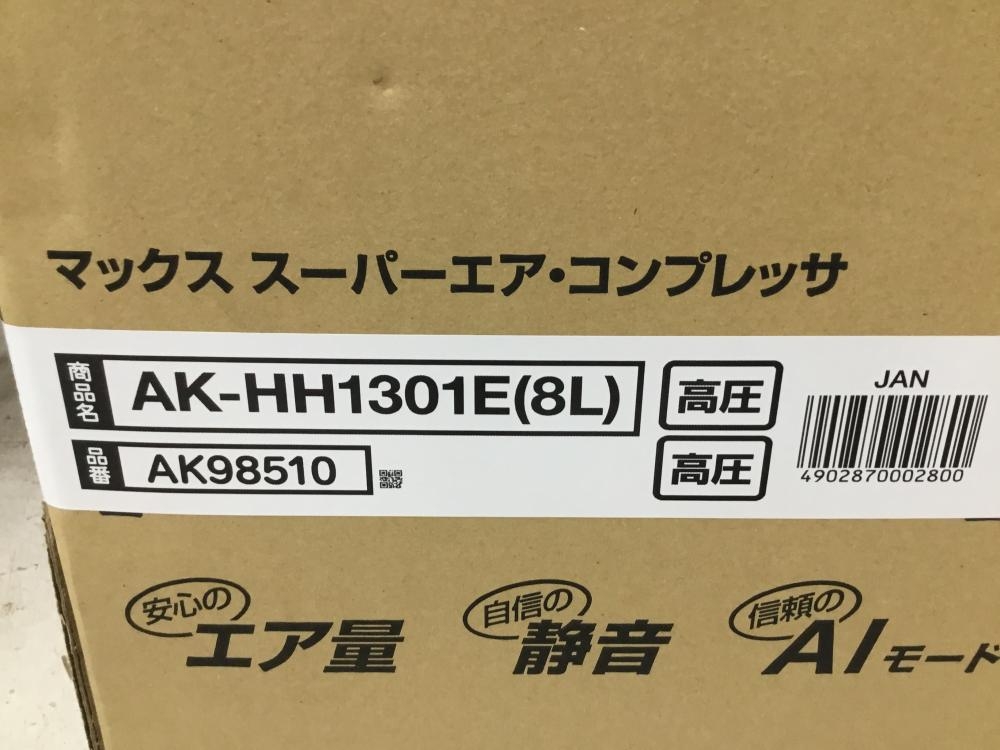 マックス スーパーエア・コンプレッサ
商品名 AK-HH1301E(8L) 高圧
品番 AK98510 高圧
JAN
4902870002800
安心の エア量
自信の 静音
信頼の AIモード